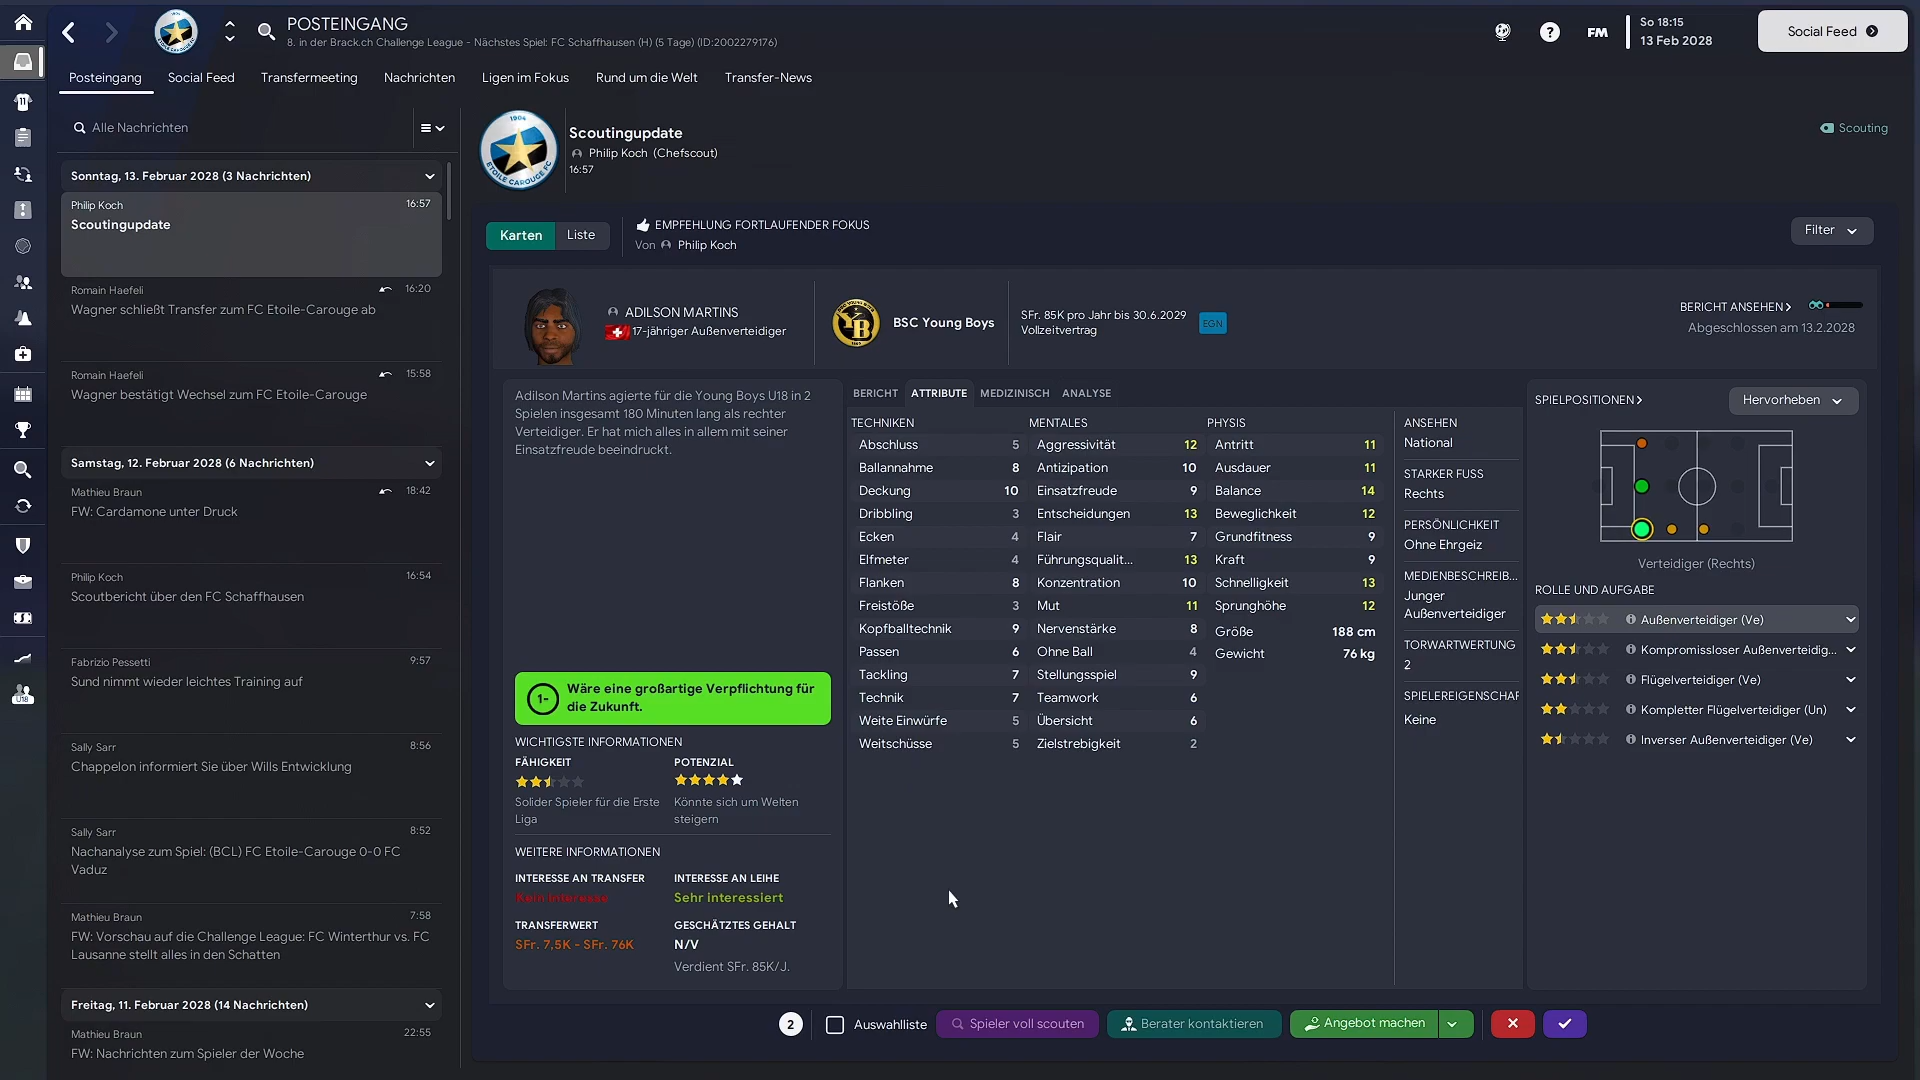 POSTEINGANG
8. in der Brack.ch Challenge League - Nächstes Spiel: FC Schaffhausen (H) (5 Tage) (ID:2002279176)
FM
So 18:15
13 Feb 2028
Social Feed
Posteingang
Social Feed
Transfermeeting
Nachrichten
Ligen im Fokus
Rund um die Welt
Transfer-News
Alle Nachrichten
Sonntag, 13. Februar 2028 (3 Nachrichten)
Philip Koch
16:57
Scoutingupdate
Romain Haefeli
16:20
Wagner schließt Transfer zum FC Etoile-Carouge ab
Romain Haefeli
15:58
Wagner bestätigt Wechsel zum FC Etoile-Carouge
Samstag, 12. Februar 2028 (6 Nachrichten)
Mathieu Braun
18:42
FW: Cardamone unter Druck
Philip Koch
16:54
Scoutbericht über den FC Schaffhausen
Fabrizio Pessetti
9:57
Sund nimmt wieder leichtes Training auf
Sally Sarr
8:56
Chappelon informiert Sie über Wills Entwicklung
Sally Sarr
8:52
Nachanalyse zum Spiel: (BCL) FC Etoile-Carouge 0-0 FC
Vaduz
Mathieu Braun
7:58
FW: Vorschau auf die Challenge League: FC Winterthur vs. FC
Lausanne stellt alles in den Schatten
Freitag, 11. Februar 2028 (14 Nachrichten)
Mathieu Braun
22:55
FW: Nachrichten zum Spieler der Woche
U18
1904
ETOILE CAROUGE FC
Scoutingupdate
Philip Koch (Chefscout)
16:57
Scouting
Karten
Liste
EMPFEHLUNG FORTLAUFENDER FOKUS
Von Philip Koch
Filter
ADILSON MARTINS
17-jähriger Außenverteidiger
BSC Young Boys
SFr. 85K pro Jahr bis 30.6.2029
Vollzeitvertrag
EGN
BERICHT ANSEHEN
Abgeschlossen am 13.2.2028
Adilson Martins agierte für die Young Boys U18 in 2
Spielen insgesamt 180 Minuten lang als rechter
Verteidiger. Er hat mich alles in allem mit seiner
Einsatzfreude beeindruckt.
1-
Wäre eine großartige Verpflichtung für
die Zukunft.
WICHTIGSTE INFORMATIONEN
FÄHIGKEIT
Solider Spieler für die Erste
Liga
POTENZIAL
Könnte sich um Welten
steigern
WEITERE INFORMATIONEN
INTERESSE AN TRANSFER
Kein Interesse
INTERESSE AN LEIHE
Sehr interessiert
TRANSFERWERT
SFr. 7,5K - SFr. 76K
GESCHÄTZTES GEHALT
N/V
Verdient SFr. 85K/J.
BERICHT
ATTRIBUTE
MEDIZINISCH
ANALYSE
TECHNIKEN
Abschluss 5
Ballannahme 8
Deckung 10
Dribbling 3
Ecken 4
Elfmeter 4
Flanken 8
Freistöße 3
Kopfballtechnik 9
Passen 6
Tackling 7
Technik 7
Weite Einwürfe 5
Weitschüsse 5
MENTALES
Aggressivität 12
Antizipation 10
Einsatzfreude 9
Entscheidungen 13
Flair 7
Führungsqualit... 13
Konzentration 10
Mut 11
Nervenstärke 8
Ohne Ball 4
Stellungsspiel 9
Teamwork 6
Übersicht 6
Zielstrebigkeit 2
PHYSIS
Antritt 11
Ausdauer 11
Balance 14
Beweglichkeit 12
Grundfitness 9
Kraft 9
Schnelligkeit 13
Sprunghöhe 12
Größe 188 cm
Gewicht 76 kg
ANSEHEN
National
STARKER FUSS
Rechts
PERSÖNLICHKEIT
Ohne Ehrgeiz
MEDIENBESCHREIB...
Junger
Außenverteidiger
TORWARTWERTUNG
2
SPIELEREIGENSCHAF
Keine
SPIELPOSITIONEN
Hervorheben
Verteidiger (Rechts)
ROLLE UND AUFGABE
Außenverteidiger (Ve)
Kompromissloser Außenverteidig...
Flügelverteidiger (Ve)
Kompletter Flügelverteidiger (Un)
Inverser Außenverteidiger (Ve)
2
Auswahlliste
Spieler voll scouten
Berater kontaktieren
Angebot machen